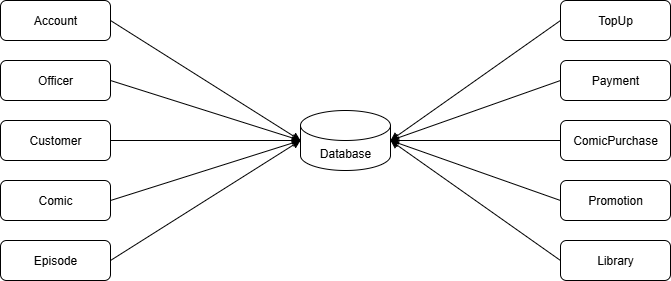 Account
Officer
Customer
Comic
Episode
Database
TopUp
Payment
ComicPurchase
Promotion
Library